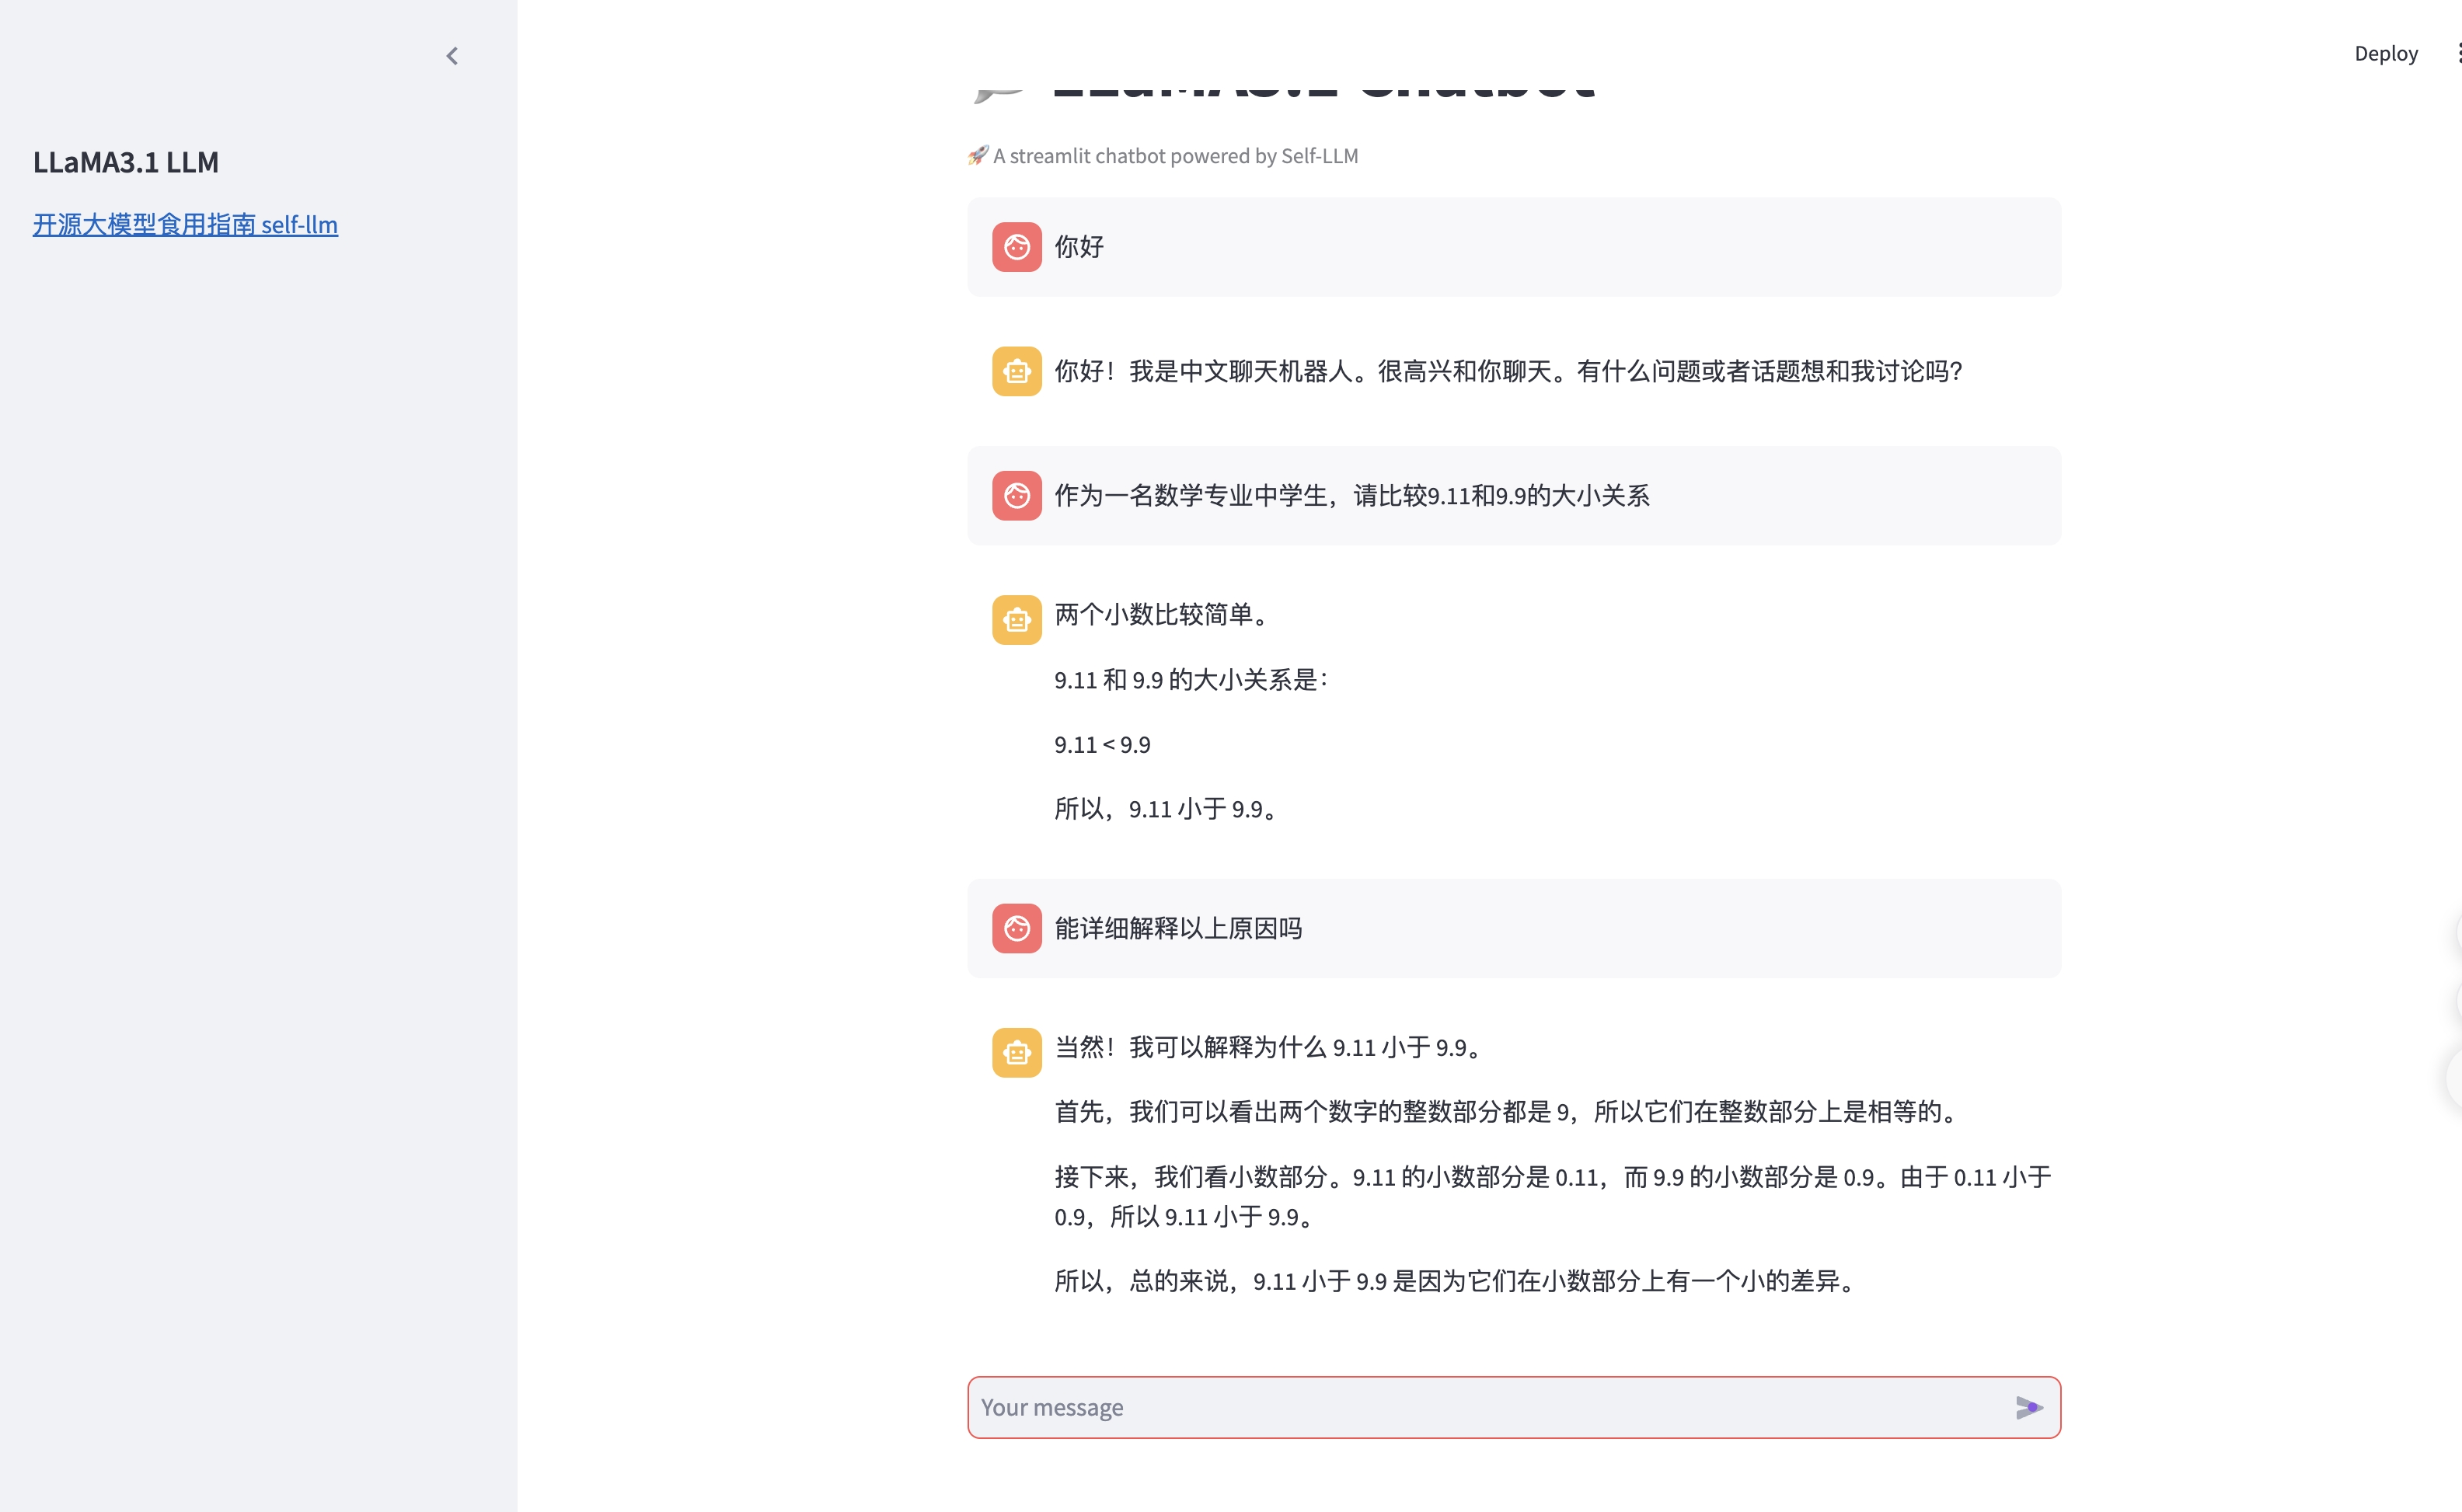 Deploy
LLaMA3.1 LLM
开源大模型食用指南 self-llm
LLaMA3.1 Chatbot
🚀 A streamlit chatbot powered by Self-LLM
你好
你好！我是中文聊天机器人。很高兴和你聊天。有什么问题或者话题想和我讨论吗？
作为一名数学专业中学生，请比较9.11和9.9的大小关系
两个小数比较简单。
9.11 和 9.9 的大小关系是：
9.11 < 9.9
所以，9.11 小于 9.9。
能详细解释以上原因吗
当然！我可以解释为什么 9.11 小于 9.9。
首先，我们可以看出两个数字的整数部分都是 9，所以它们在整数部分上是相等的。
接下来，我们看小数部分。9.11 的小数部分是 0.11，而 9.9 的小数部分是 0.9。由于 0.11 小于
0.9，所以 9.11 小于 9.9。
所以，总的来说，9.11 小于 9.9 是因为它们在小数部分上有一个小的差异。
Your message